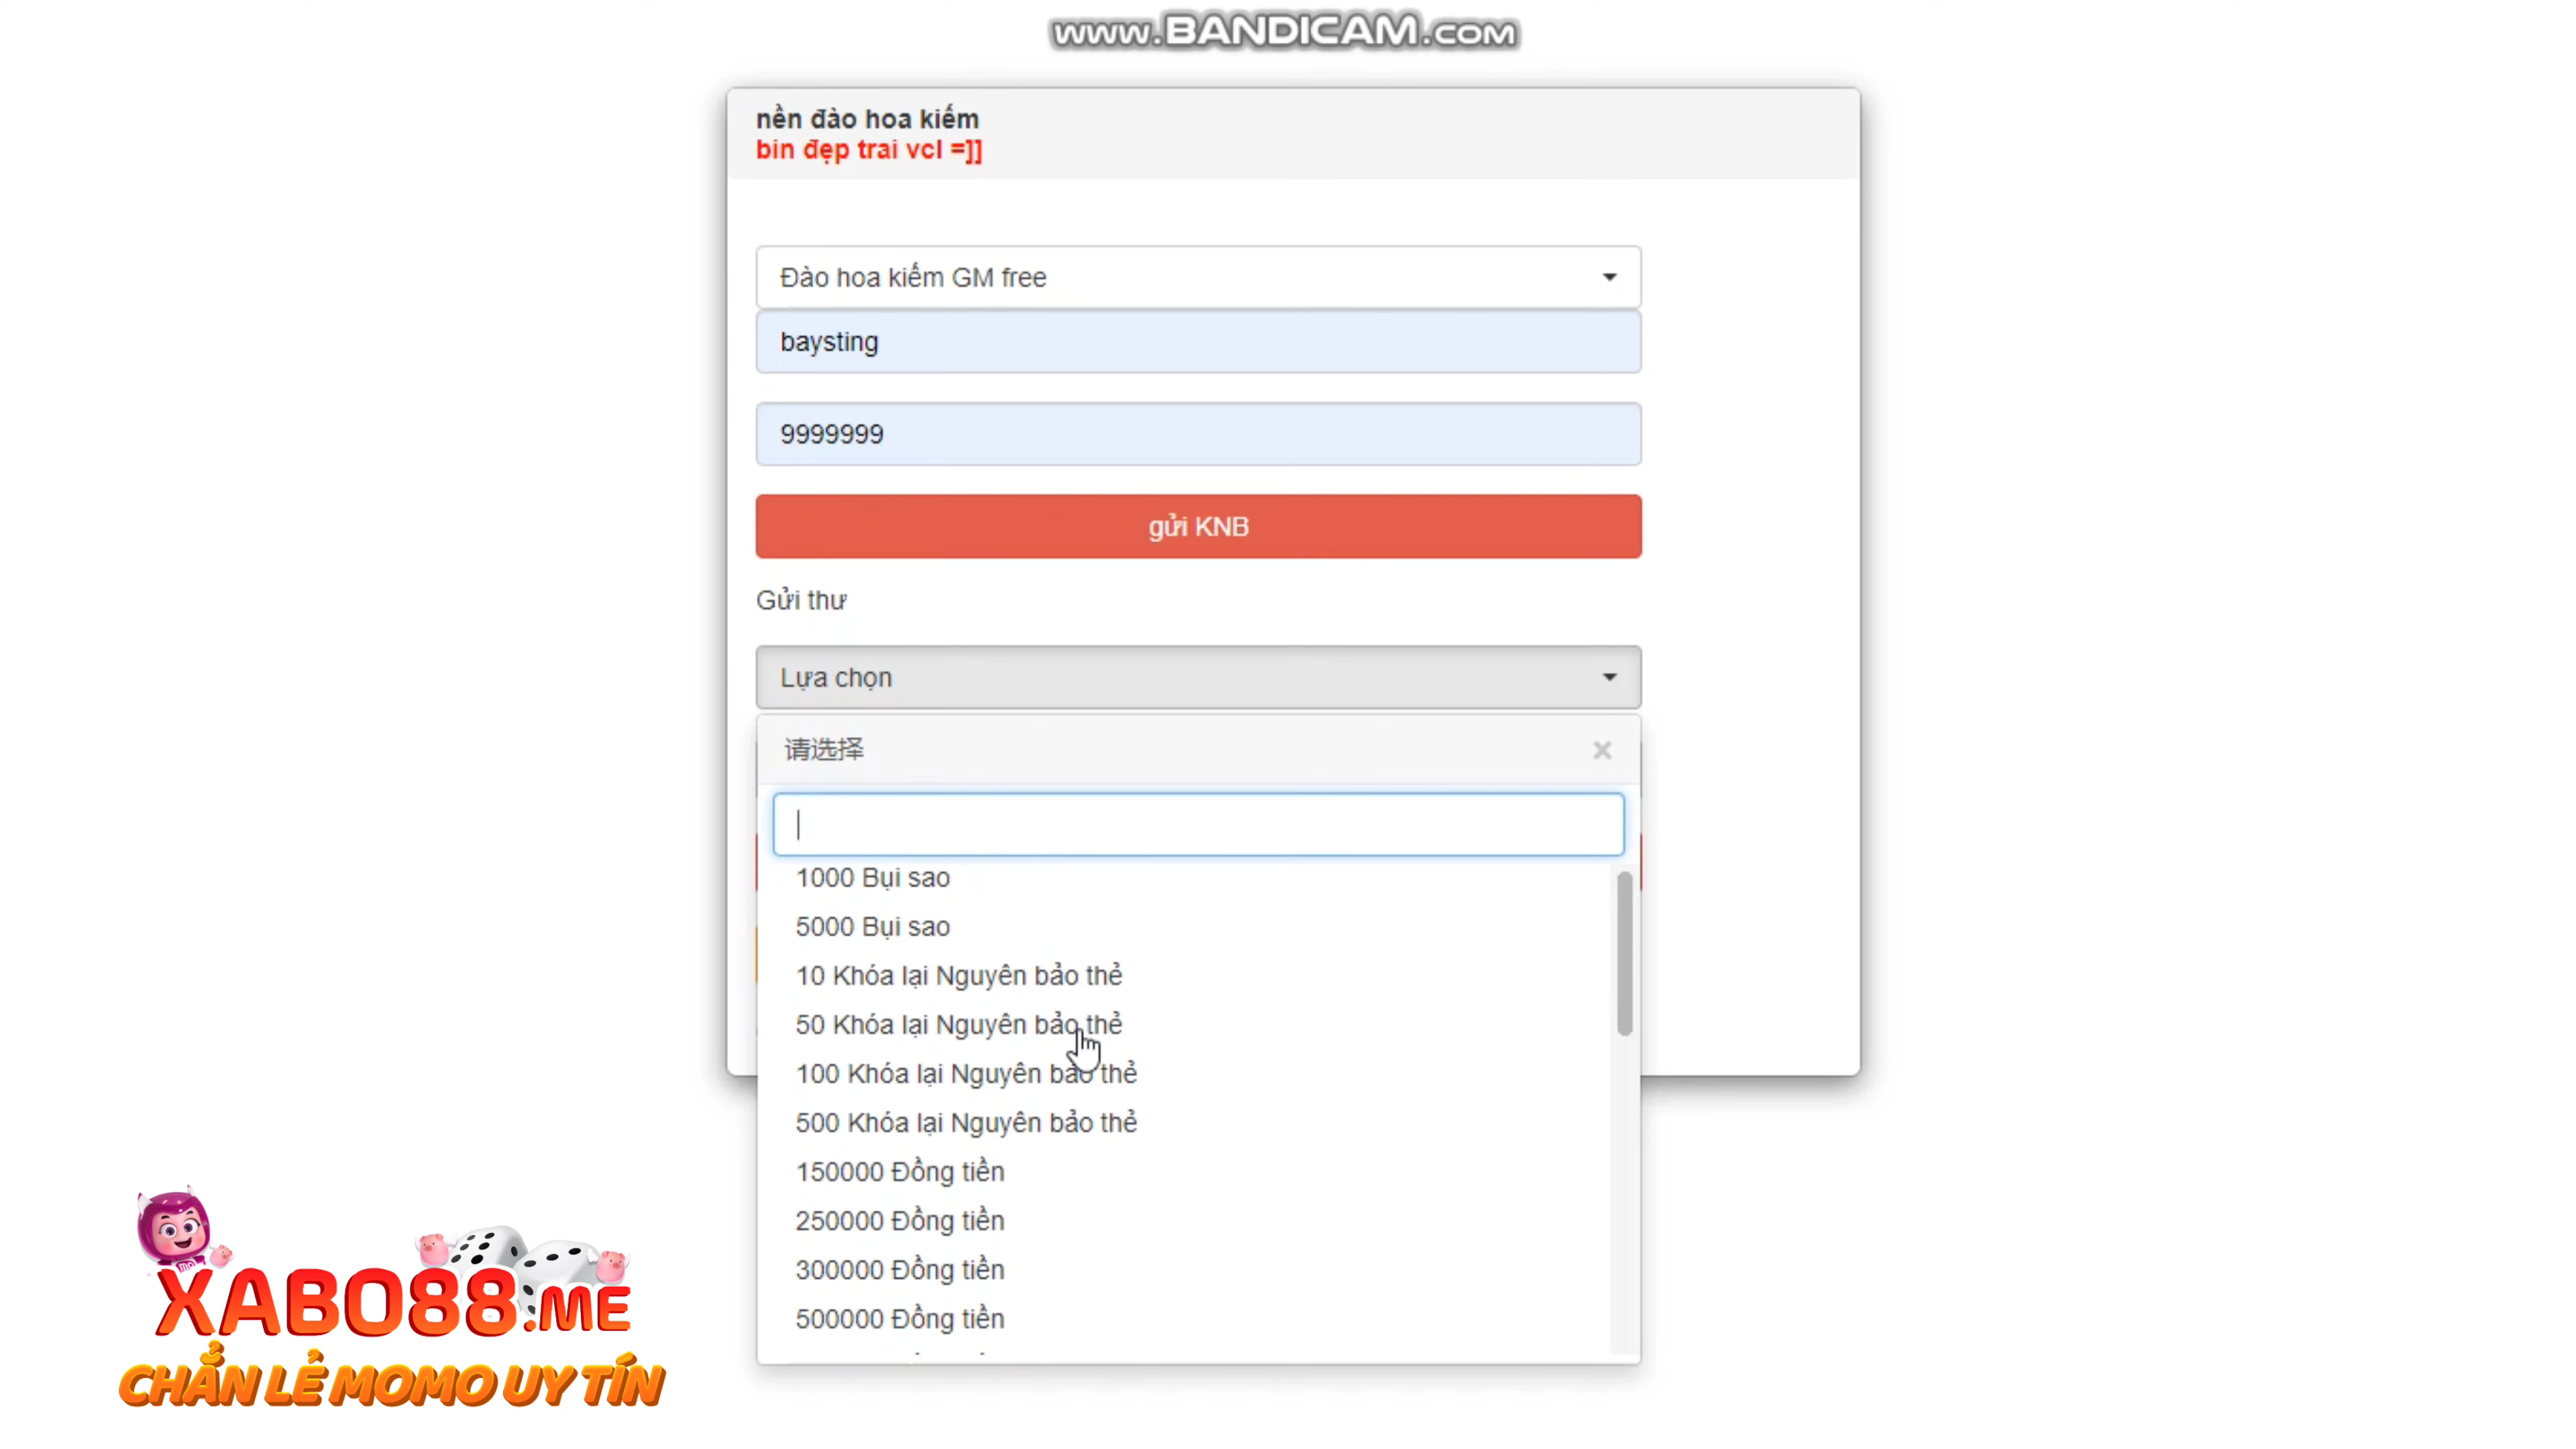 www.BANDICAM.com
nền đào hoa kiếm
bin đẹp trai vcl =]]
Đào hoa kiếm GM free
baysting
9999999
gửi KNB
Gửi thư
Lựa chọn
请选择
1000 Bụi sao
5000 Bụi sao
10 Khóa lại Nguyên bảo thẻ
50 Khóa lại Nguyên bảo thẻ
100 Khóa lại Nguyên bảo thẻ
500 Khóa lại Nguyên bảo thẻ
150000 Đồng tiền
250000 Đồng tiền
300000 Đồng tiền
500000 Đồng tiền
XABO88.ME
CHẲN LẺ MOMO UY TÍN